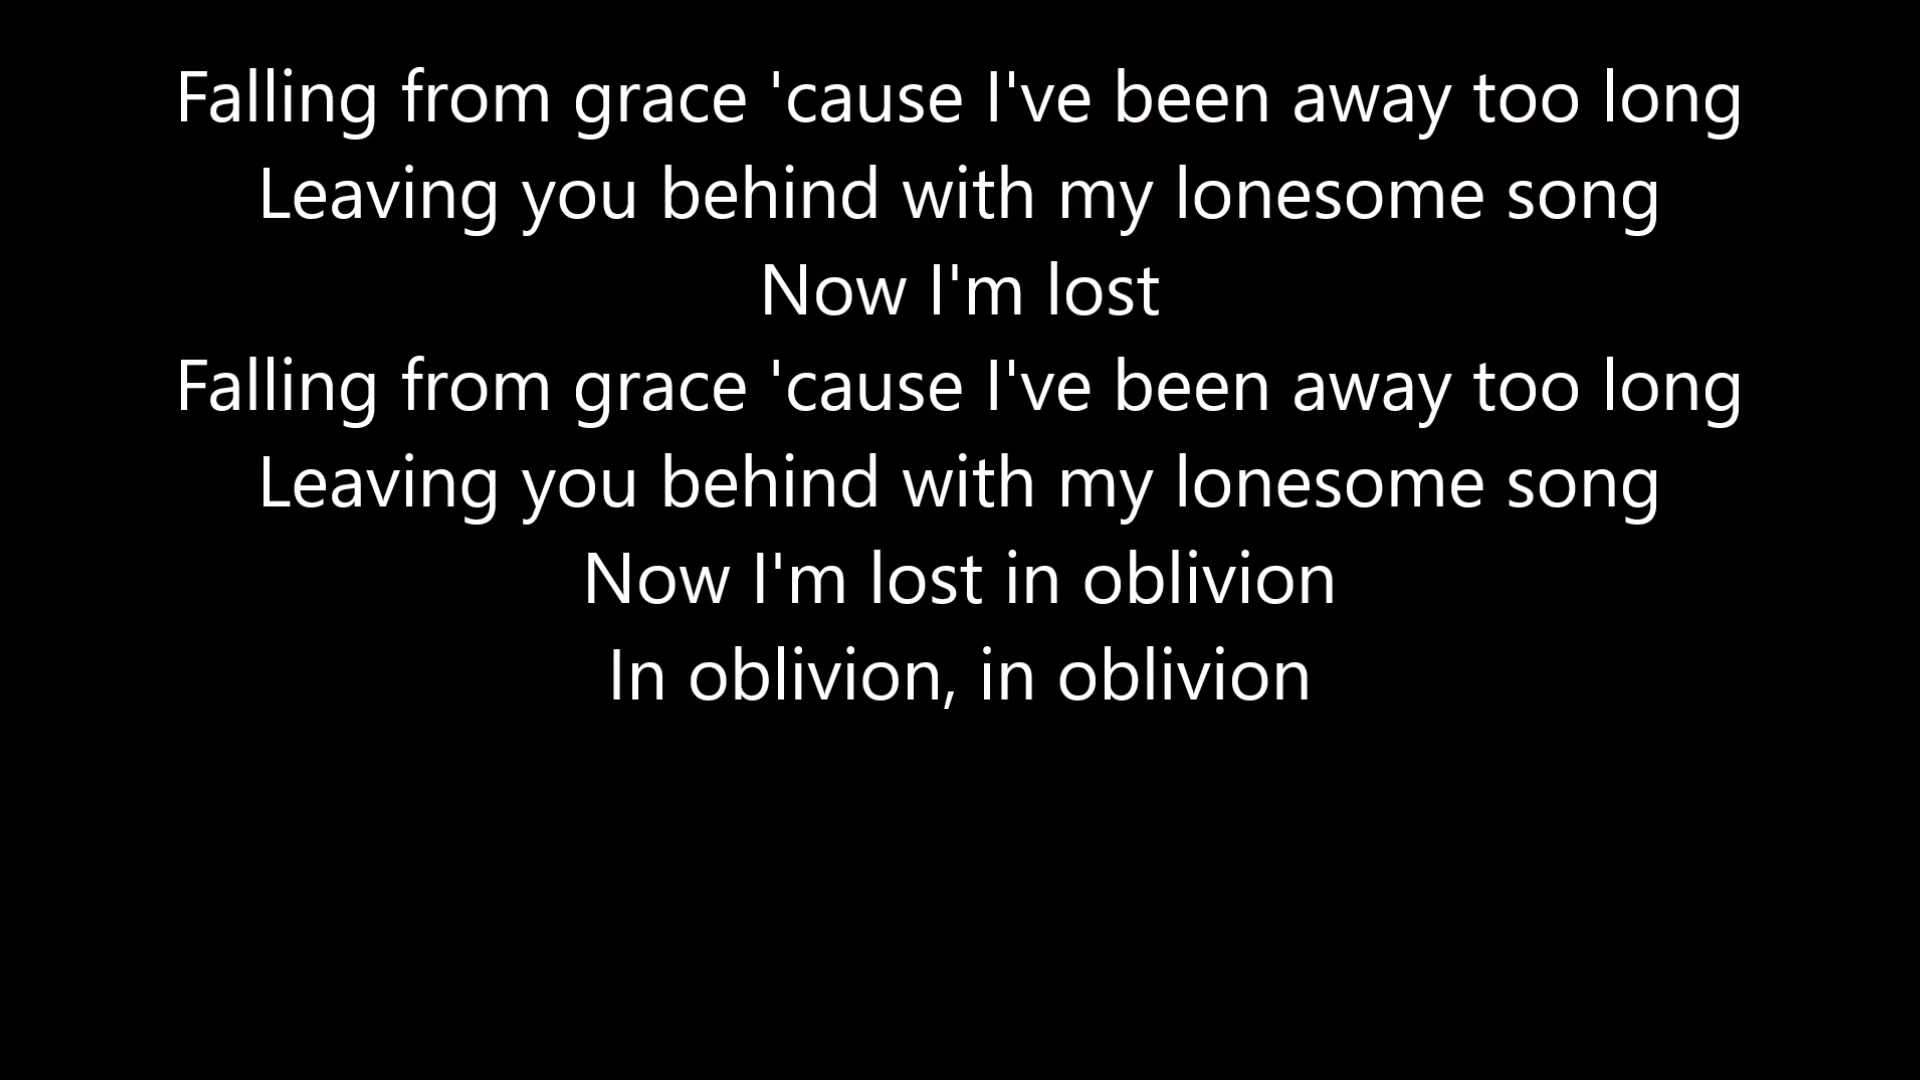 Falling from grace 'cause I've been away too long
Leaving you behind with my lonesome song
Now I'm lost
Falling from grace 'cause I've been away too long
Leaving you behind with my lonesome song
Now I'm lost in oblivion
In oblivion, in oblivion